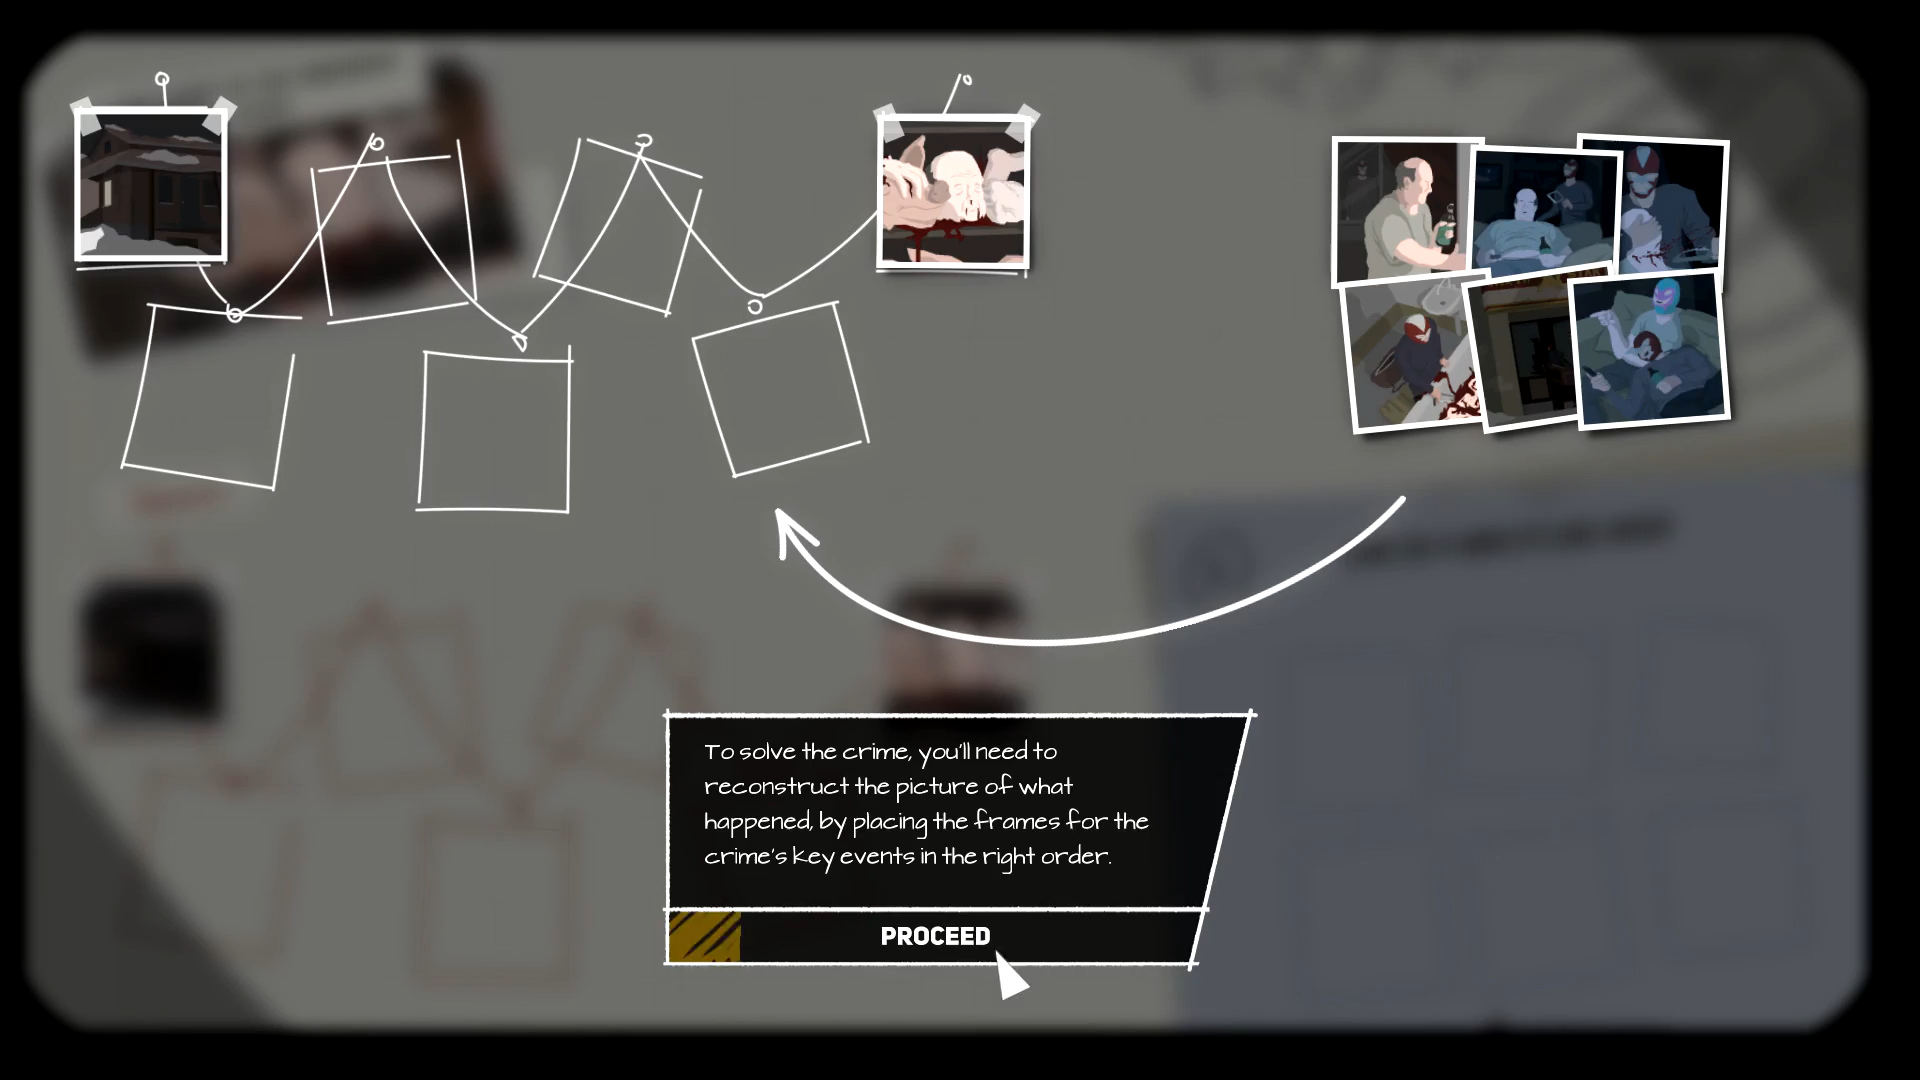 To solve the crime, you'll need to
reconstruct the picture of what
happened, by placing the frames for the
crime's key events in the right order.
PROCEED